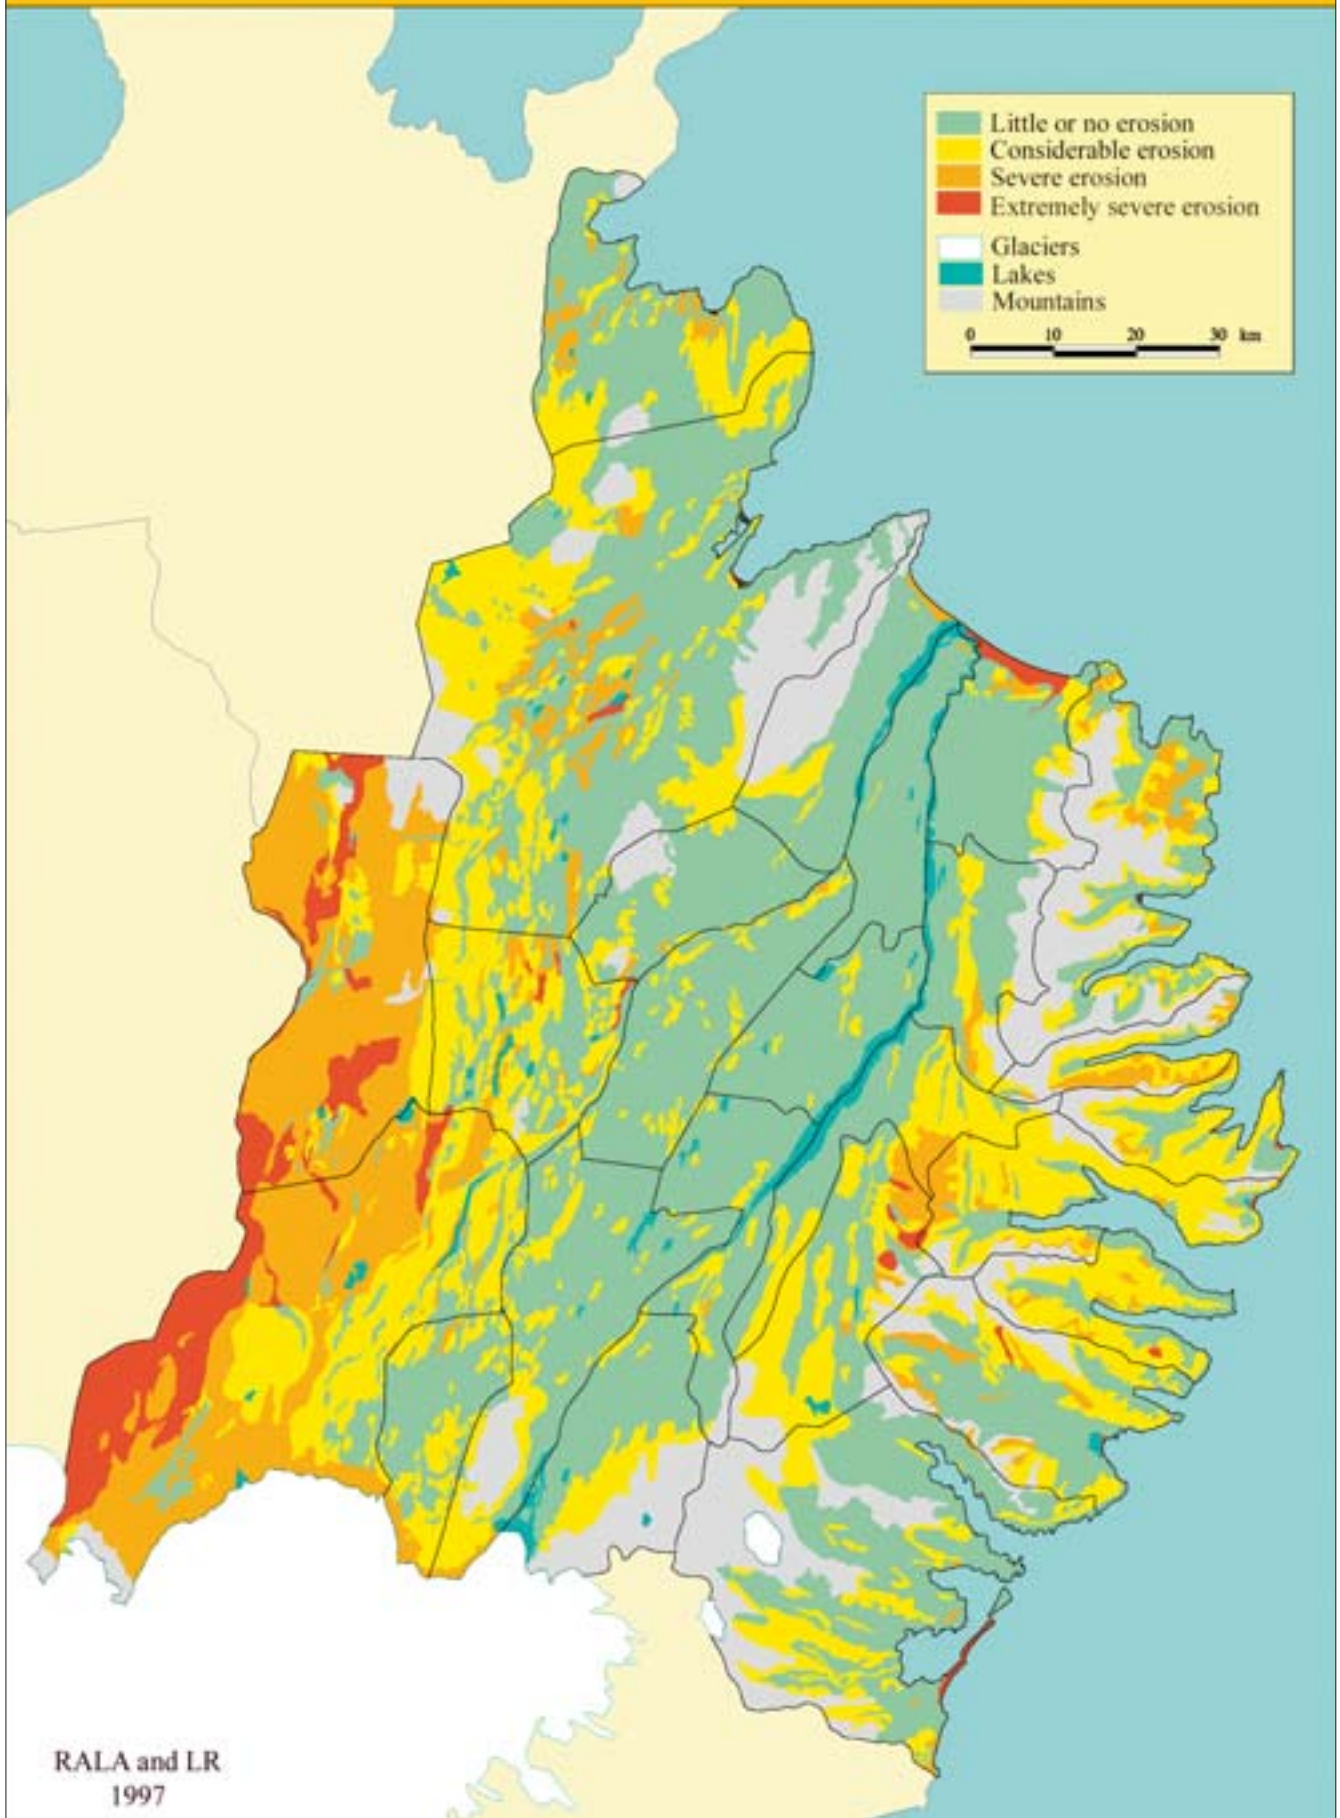 Little or no erosion
Considerable erosion
Severe erosion
Extremely severe erosion
Glaciers
Lakes
Mountains
0 10 20 30 km
RALA and LR
1997